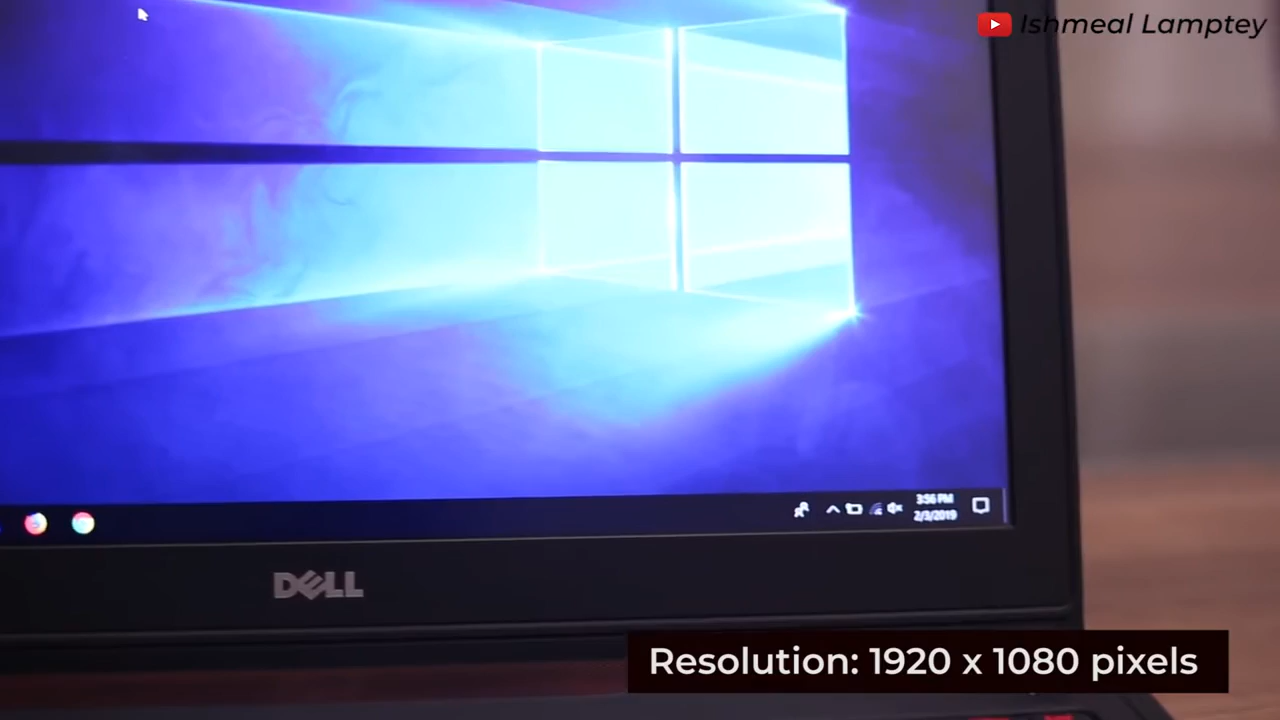 Ishmeal Lamptey
3:56 PM
2/3/2019
DELL
Resolution: 1920 x 1080 pixels